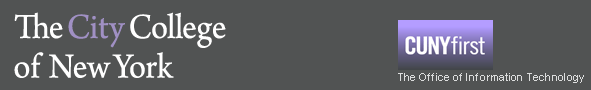 The City College
of New York
CUNYfirst
The Office of Information Technology